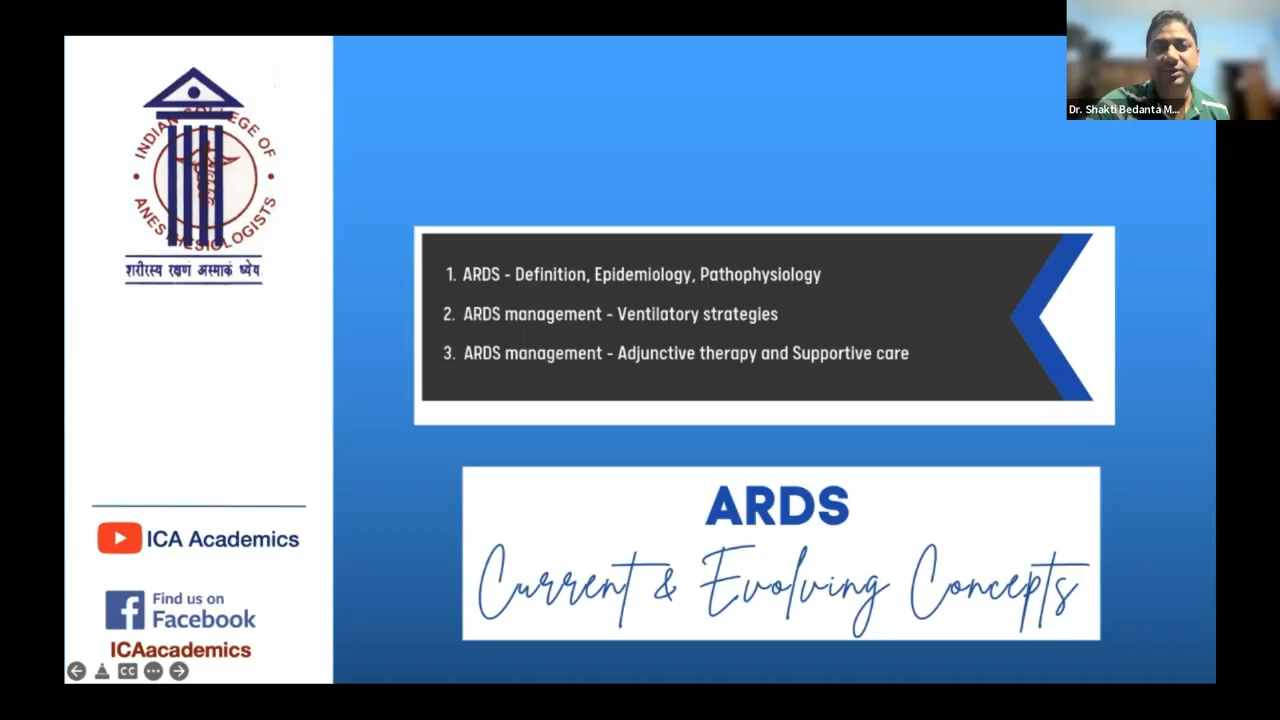 INDIAN COLLEGE OF
ANESTHESIOLOGISTS
शरीरस्य रक्षणं अस्माकं ध्येय
ICA Academics
Find us on
Facebook
ICAacademics
CC
Dr. Shakti Bedanta M...
1. ARDS - Definition, Epidemiology, Pathophysiology
2. ARDS management - Ventilatory strategies
3. ARDS management - Adjunctive therapy and Supportive care
ARDS
Current & Evolving Concepts